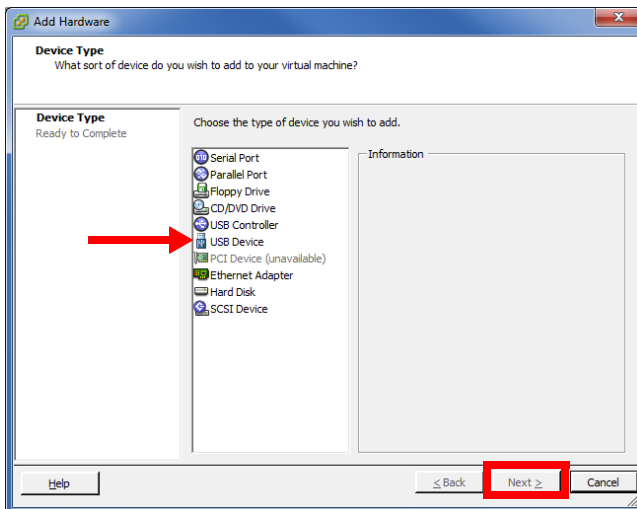 Add Hardware
Device Type
What sort of device do you wish to add to your virtual machine?
Device Type
Ready to Complete
Choose the type of device you wish to add.
Serial Port
Parallel Port
Floppy Drive
CD/DVD Drive
USB Controller
USB Device
PCI Device (unavailable)
Ethernet Adapter
Hard Disk
SCSI Device
Information
Help
< Back
Next >
Cancel